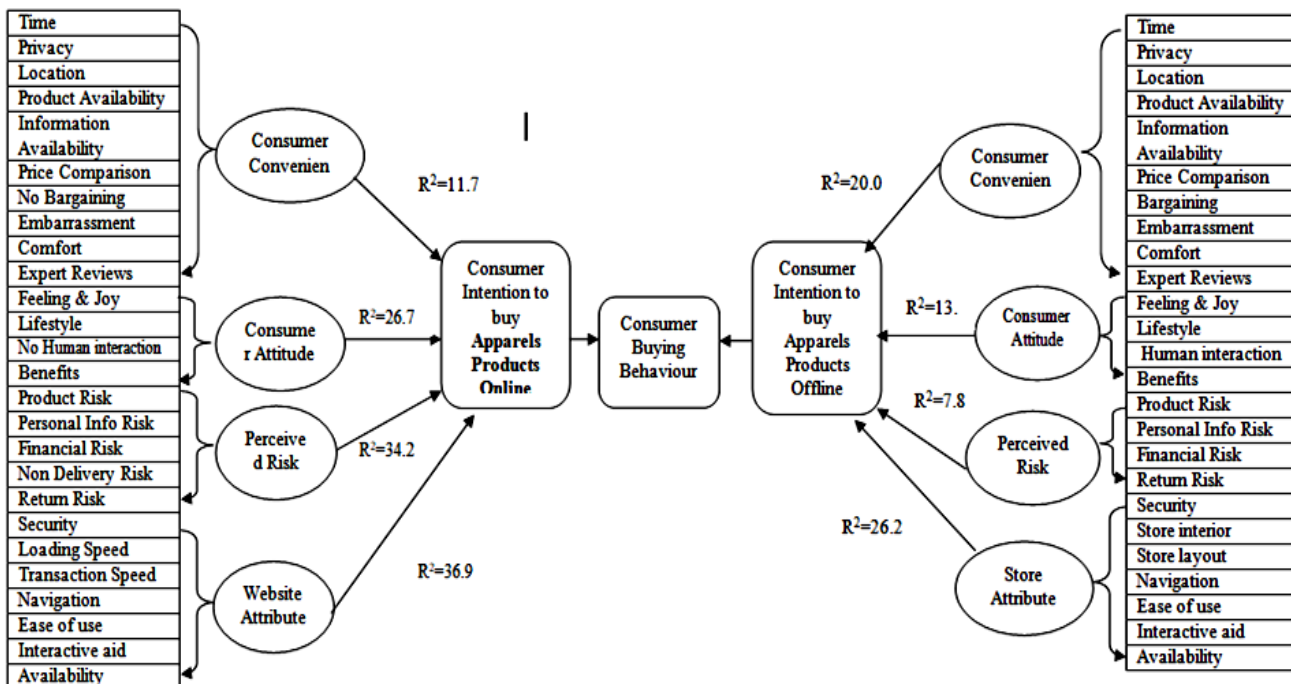 Time
Privacy
Location
Product Availability
Information
Availability
Price Comparison
No Bargaining
Embarrassment
Comfort
Expert Reviews
Feeling & Joy
Lifestyle
No Human interaction
Benefits
Product Risk
Personal Info Risk
Financial Risk
Non Delivery Risk
Return Risk
Security
Loading Speed
Transaction Speed
Navigation
Ease of use
Interactive aid
Availability
Consumer
Convenien
Consume
r Attitude
Perceive
d Risk
Website
Attribute
R²=11.7
R²=26.7
R²=34.2
R²=36.9
Consumer
Intention to
buy
Apparels
Products
Online
Consumer
Buying
Behaviour
Consumer
Intention to
buy
Apparels
Products
Offline
R²=20.0
R²=13.
R²=7.8
R²=26.2
Consumer
Convenien
Consumer
Attitude
Perceived
Risk
Store
Attribute
Time
Privacy
Location
Product Availability
Information
Availability
Price Comparison
Bargaining
Embarrassment
Comfort
Expert Reviews
Feeling & Joy
Lifestyle
Human interaction
Benefits
Product Risk
Personal Info Risk
Financial Risk
Return Risk
Security
Store interior
Store layout
Navigation
Ease of use
Interactive aid
Availability